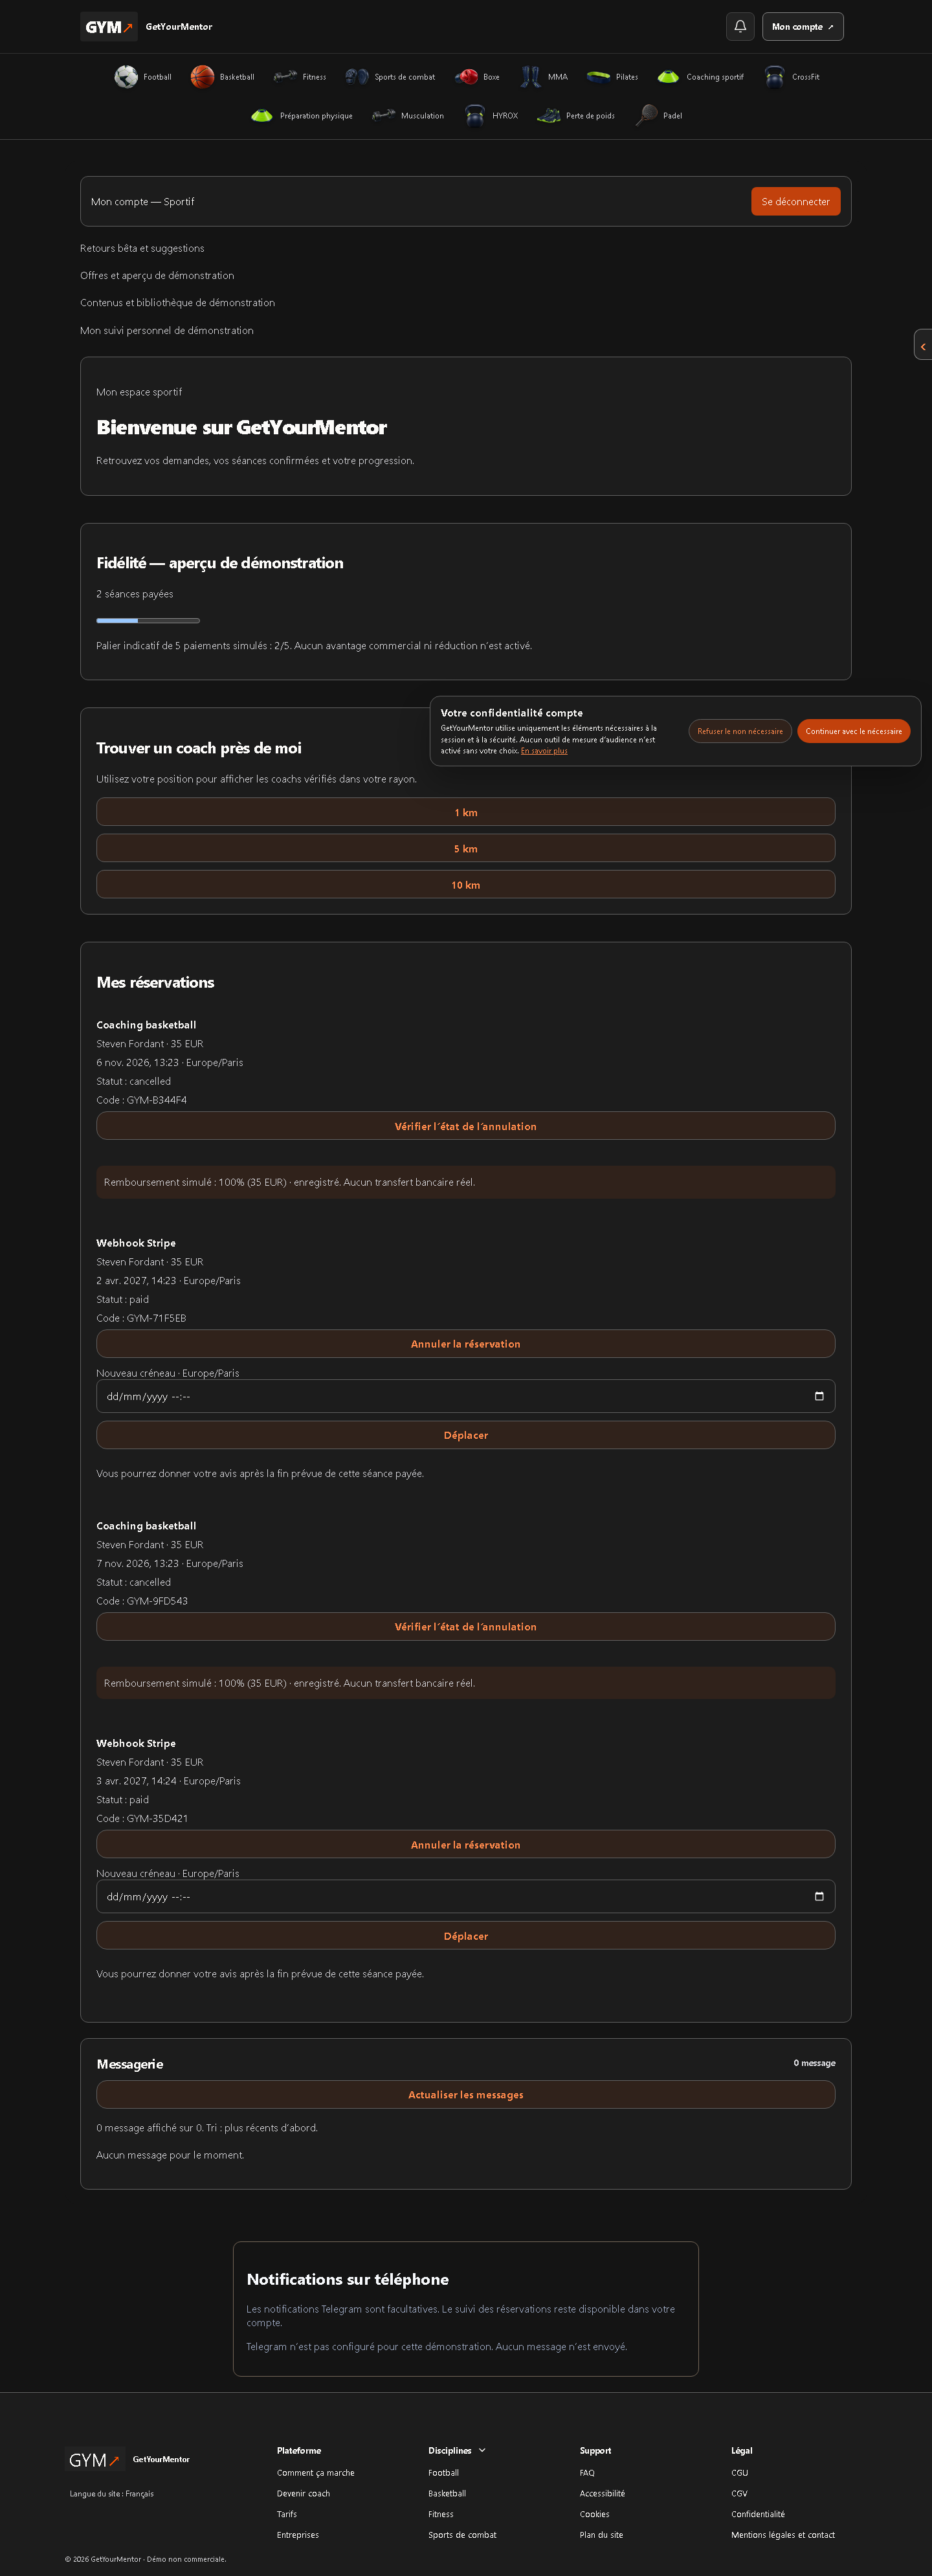 GYM↗ GetYourMentor
Mon compte ↗
Football Basketball Fitness Sports de combat Boxe MMA Pilates Coaching sportif CrossFit
Préparation physique Musculation HYROX Perte de poids Padel
Mon compte — Sportif
Se déconnecter
Retours bêta et suggestions
Offres et aperçu de démonstration
Contenus et bibliothèque de démonstration
Mon suivi personnel de démonstration
Mon espace sportif
Bienvenue sur GetYourMentor
Retrouvez vos demandes, vos séances confirmées et votre progression.
Fidélité — aperçu de démonstration
2 séances payées
Palier indicatif de 5 paiements simulés : 2/5. Aucun avantage commercial ni réduction n'est activé.
Votre confidentialité compte
GetYourMentor utilise uniquement les éléments nécessaires à la
session et à la sécurité. Aucun outil de mesure d'audience n'est
activé sans votre choix. En savoir plus
Refuser le non nécessaire
Continuer avec le nécessaire
Trouver un coach près de moi
Utilisez votre position pour afficher les coachs vérifiés dans votre rayon.
1 km
5 km
10 km
Mes réservations
Coaching basketball
Steven Fordant · 35 EUR
6 nov. 2026, 13:23 · Europe/Paris
Statut : cancelled
Code : GYM-B344F4
Vérifier l'état de l'annulation
Remboursement simulé : 100% (35 EUR) · enregistré. Aucun transfert bancaire réel.
Webhook Stripe
Steven Fordant · 35 EUR
2 avr. 2027, 14:23 · Europe/Paris
Statut : paid
Code : GYM-71F5EB
Annuler la réservation
Nouveau créneau · Europe/Paris
dd/mm/yyyy --:--
Déplacer
Vous pourrez donner votre avis après la fin prévue de cette séance payée.
Coaching basketball
Steven Fordant · 35 EUR
7 nov. 2026, 13:23 · Europe/Paris
Statut : cancelled
Code : GYM-9FD543
Vérifier l'état de l'annulation
Remboursement simulé : 100% (35 EUR) · enregistré. Aucun transfert bancaire réel.
Webhook Stripe
Steven Fordant · 35 EUR
3 avr. 2027, 14:24 · Europe/Paris
Statut : paid
Code : GYM-35D421
Annuler la réservation
Nouveau créneau · Europe/Paris
dd/mm/yyyy --:--
Déplacer
Vous pourrez donner votre avis après la fin prévue de cette séance payée.
Messagerie
0 message
Actualiser les messages
0 message affiché sur 0. Tri : plus récents d'abord.
Aucun message pour le moment.
Notifications sur téléphone
Les notifications Telegram sont facultatives. Le suivi des réservations reste disponible dans votre
compte.
Telegram n'est pas configuré pour cette démonstration. Aucun message n'est envoyé.
GYM↗ GetYourMentor
Langue du site : Français
Plateforme
Comment ça marche
Devenir coach
Tarifs
Entreprises
Disciplines
Football
Basketball
Fitness
Sports de combat
Support
FAQ
Accessibilité
Cookies
Plan du site
Légal
CGU
CGV
Confidentialité
Mentions légales et contact
© 2026 GetYourMentor · Démo non commerciale.